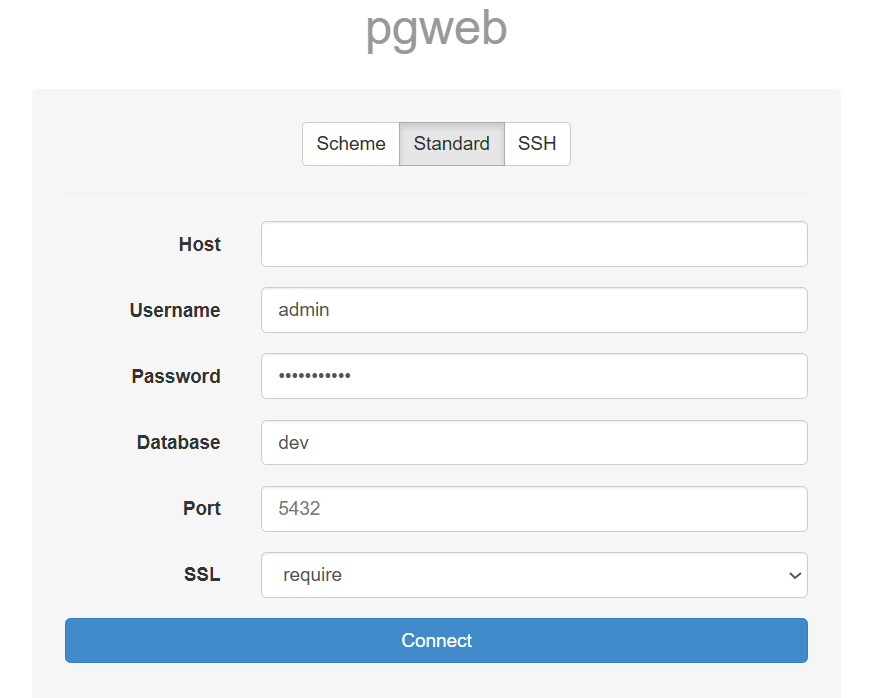 pgweb
Scheme Standard SSH
Host
Username admin
Password •••••••••••
Database dev
Port 5432
SSL require
Connect